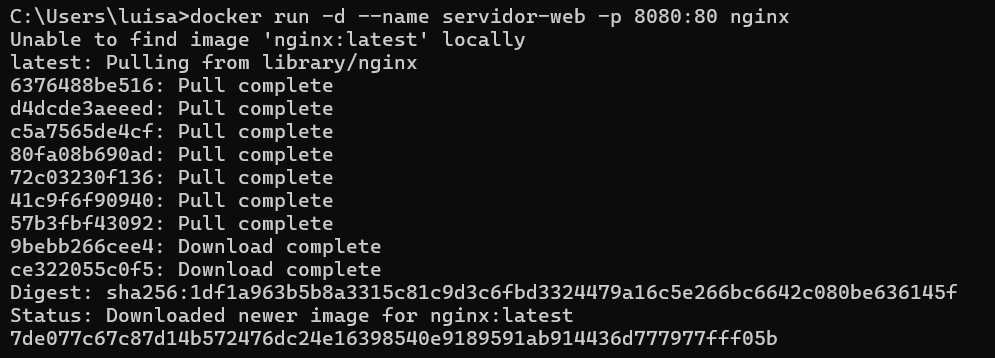 C:\Users\luisa>docker run -d --name servidor-web -p 8080:80 nginx
Unable to find image 'nginx:latest' locally
latest: Pulling from library/nginx
6376488be516: Pull complete
d4dcde3aeeed: Pull complete
c5a7565de4cf: Pull complete
80fa08b690ad: Pull complete
72c03230f136: Pull complete
41c9f6f90940: Pull complete
57b3fbf43092: Pull complete
9bebb266cee4: Download complete
ce322055c0f5: Download complete
Digest: sha256:1df1a963b5b8a3315c81c9d3c6fbd3324479a16c5e266bc6642c080be636145f
Status: Downloaded newer image for nginx:latest
7de077c67c87d14b572476dc24e16398540e9189591ab914436d777977fff05b